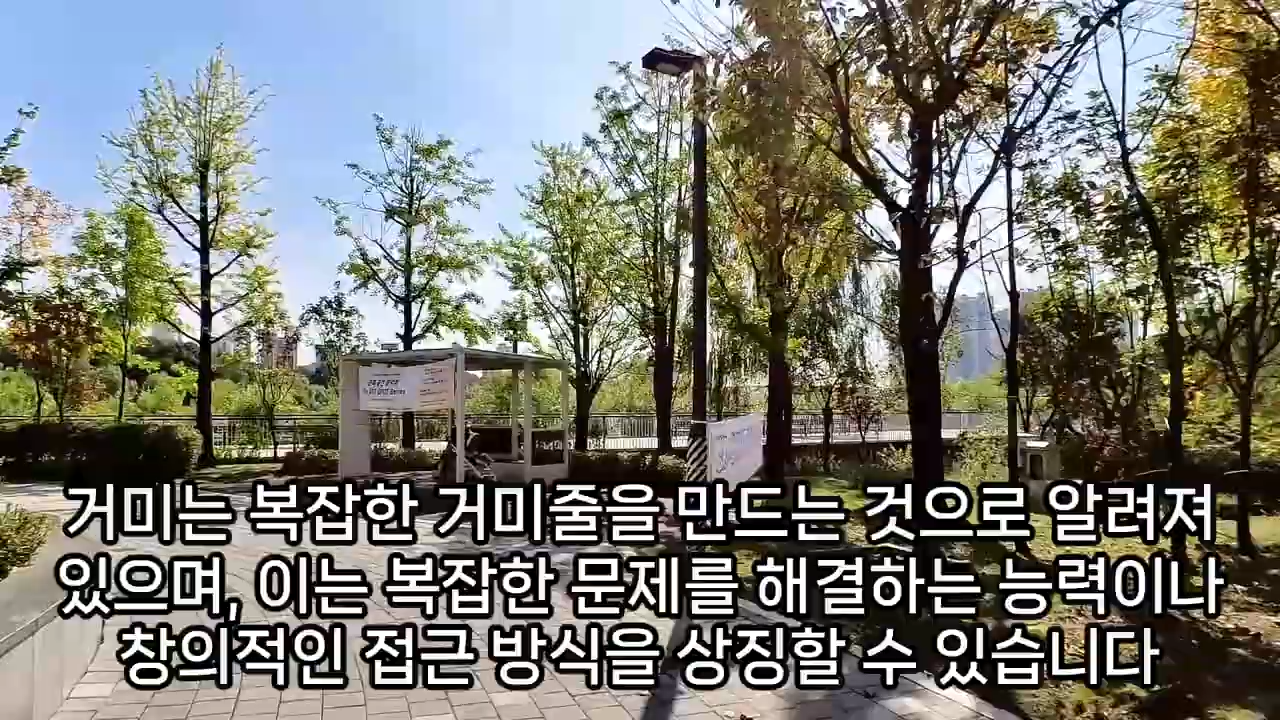 거미는 복잡한 거미줄을 만드는 것으로 알려져
있으며, 이는 복잡한 문제를 해결하는 능력이나
창의적인 접근 방식을 상징할 수 있습니다